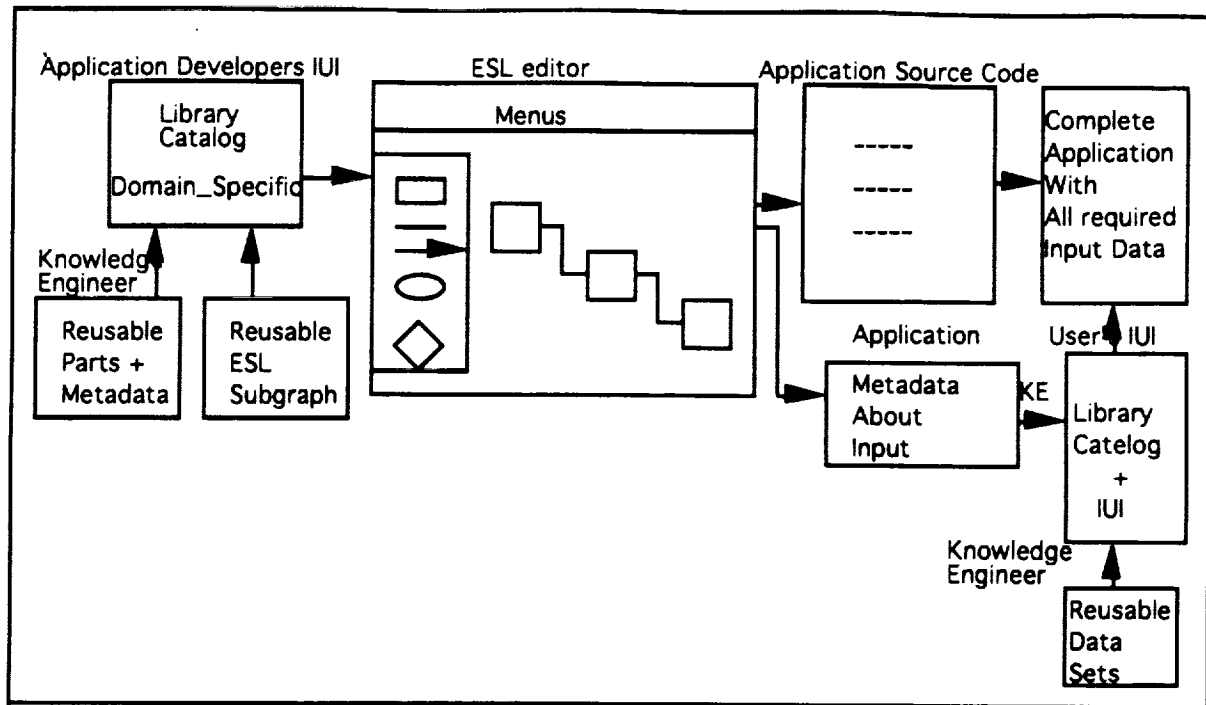 Application Developers IUI
Library
Catalog
Domain_Specific
Knowledge
Engineer
Reusable
Parts +
Metadata
Reusable
ESL
Subgraph
ESL editor
Menus
Application Source Code
-----
-----
-----
Complete
Application
With
All required
Input Data
Application
Metadata
About
Input
KE
User IUI
Library
Catelog
+
IUI
Knowledge
Engineer
Reusable
Data
Sets